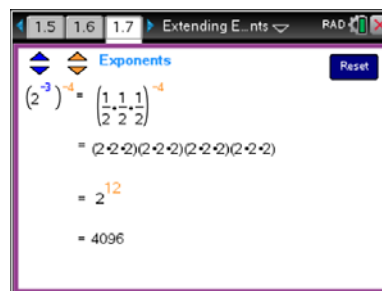 1.5 1.6 1.7 Extending E...nts RAD
Exponents
Reset
(2⁻³)⁻⁴ = (1/2•1/2•1/2)⁻⁴
= (2•2•2)(2•2•2)(2•2•2)(2•2•2)
= 2¹²
= 4096